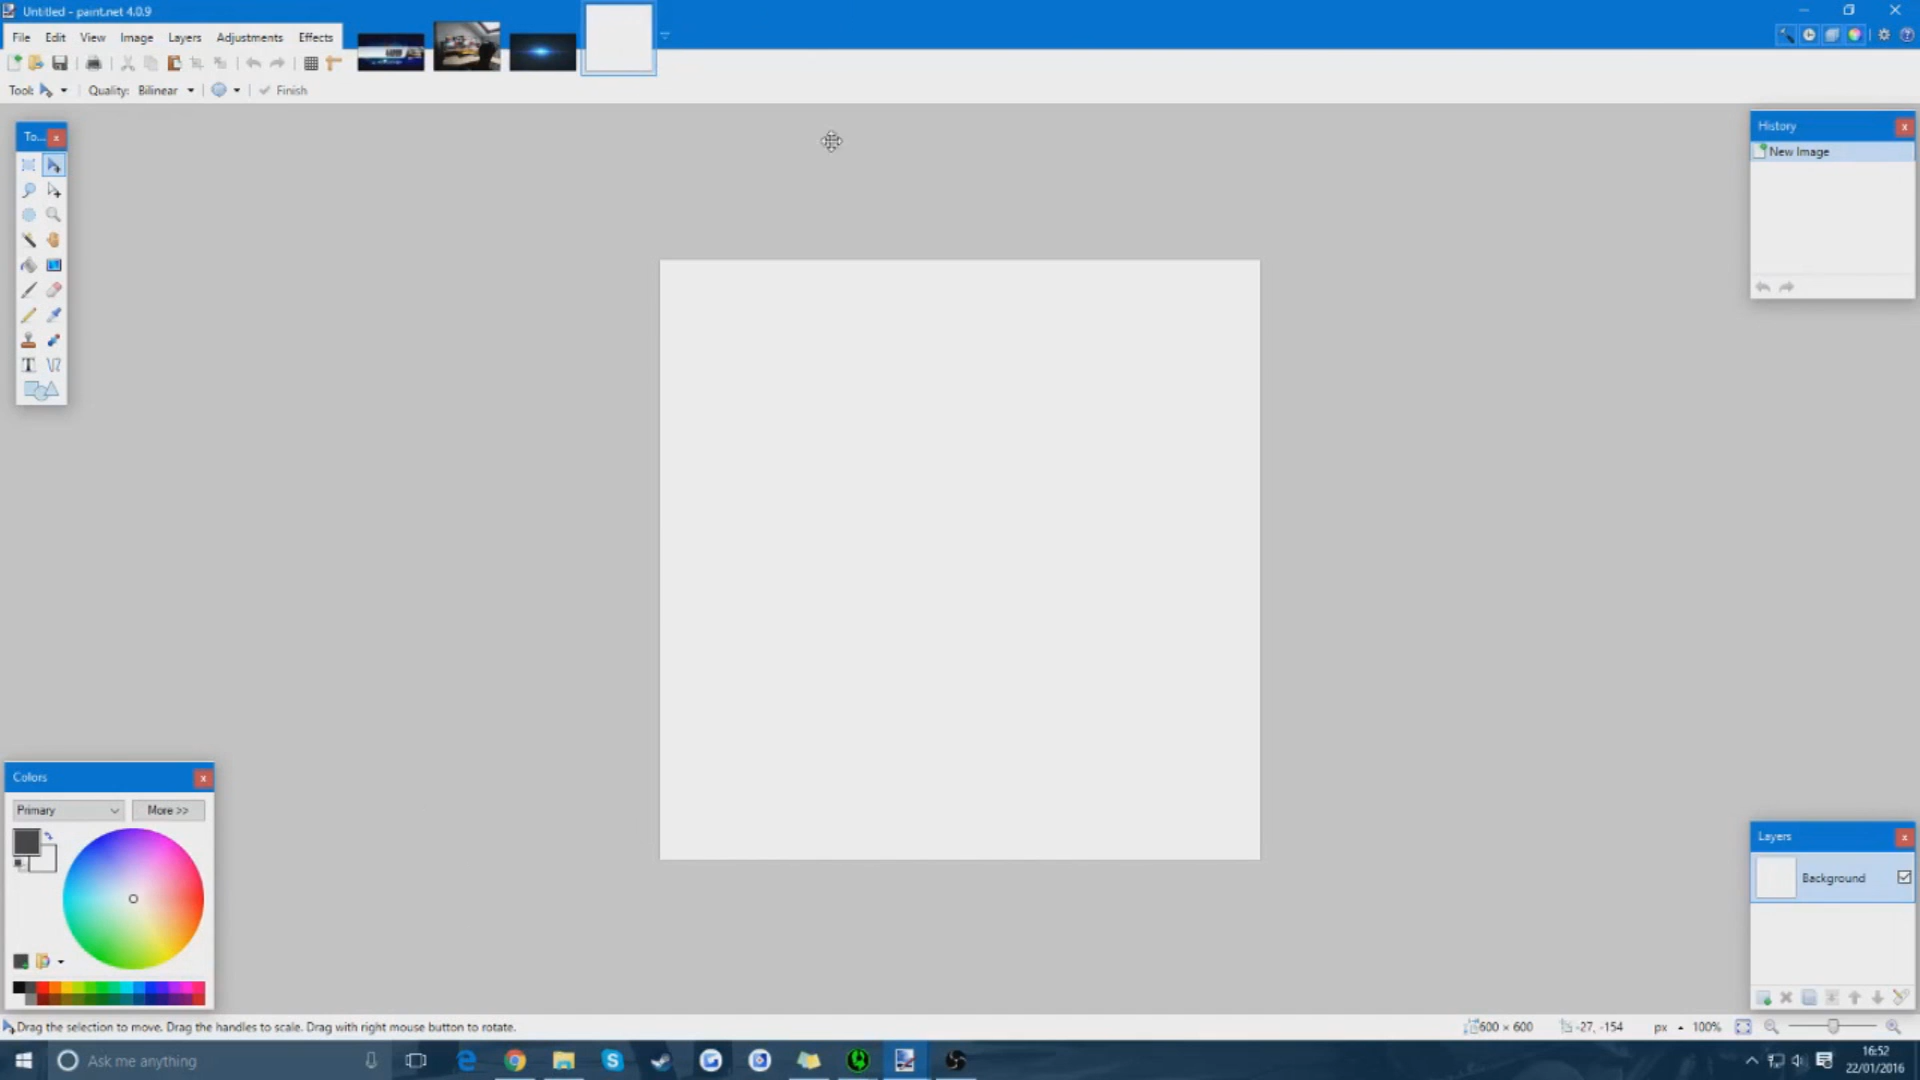 Untitled - paint.net 4.0.9
File Edit View Image Layers Adjustments Effects
Tool: Quality: Bilinear Finish
To...
History
New Image
Colors
Primary More >>
Layers
Background
Drag the selection to move. Drag the handles to scale. Drag with right mouse button to rotate.
600 × 600 -27, -154 px 100%
Ask me anything
16:52
22/01/2016